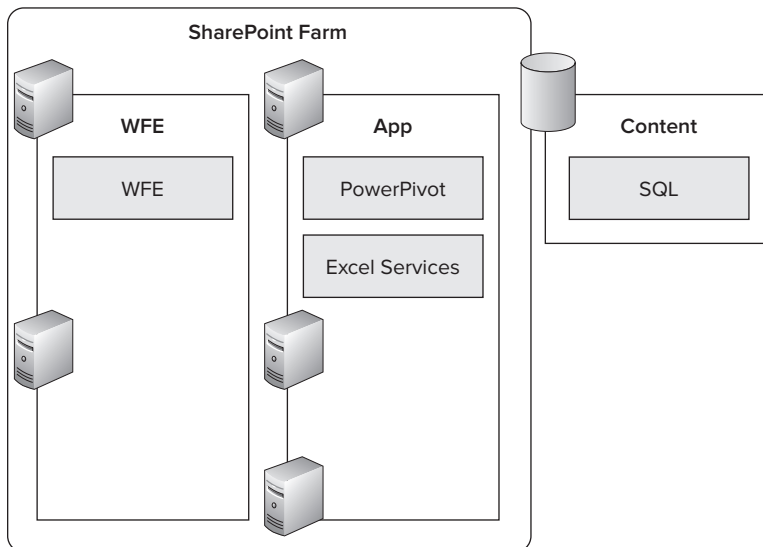 SharePoint Farm
WFE
WFE
App
PowerPivot
Excel Services
Content
SQL